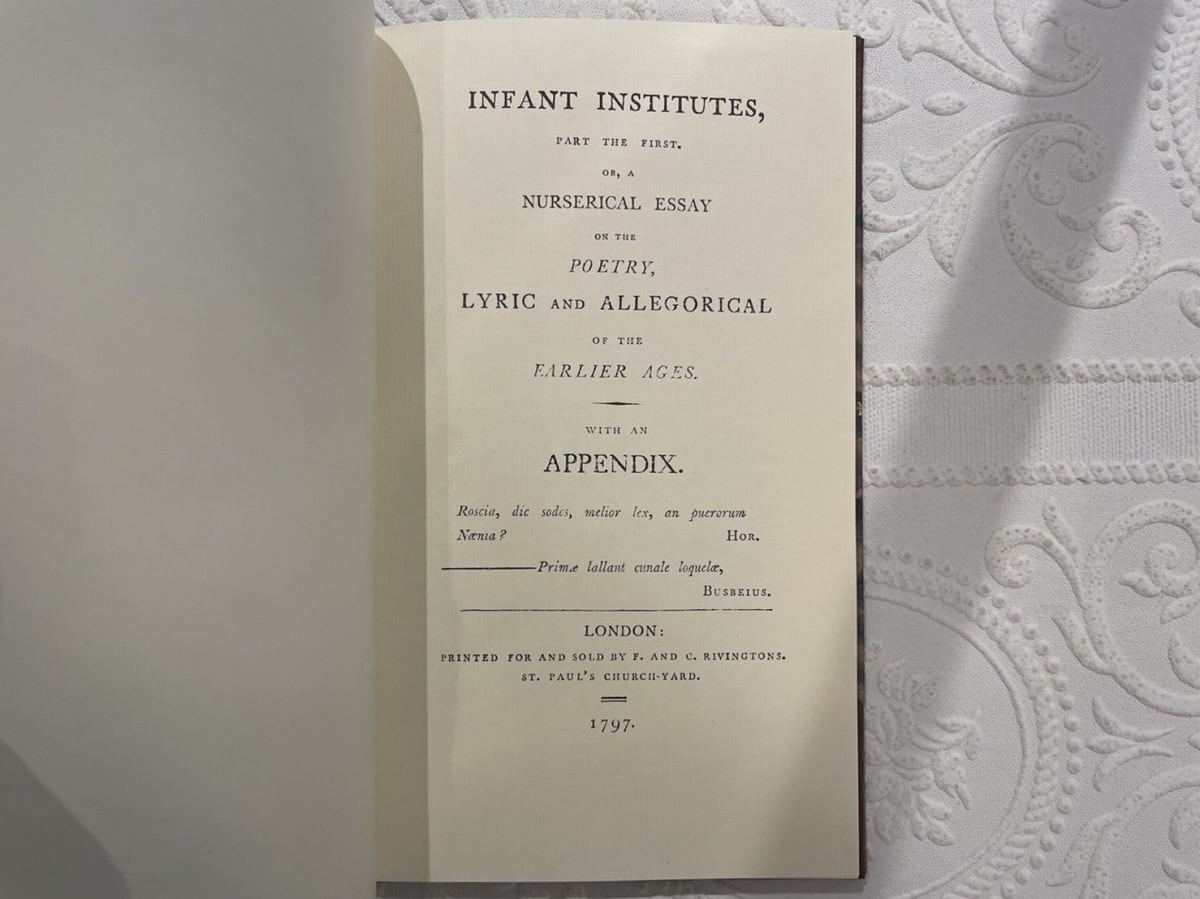 INFANT INSTITUTES,
PART THE FIRST.
OR, A
NURSERICAL ESSAY
ON THE
POETRY,
LYRIC AND ALLEGORICAL
OF THE
EARLIER AGES.
WITH AN
APPENDIX.
Roscia, dic sodes, melior lex, an puerorum
Nænia? HOR.
Primæ lallant cunale loquelæ,
BUSBEIUS.
LONDON:
PRINTED FOR AND SOLD BY F. AND C. RIVINGTONS.
ST. PAUL'S CHURCH-YARD.
1797.